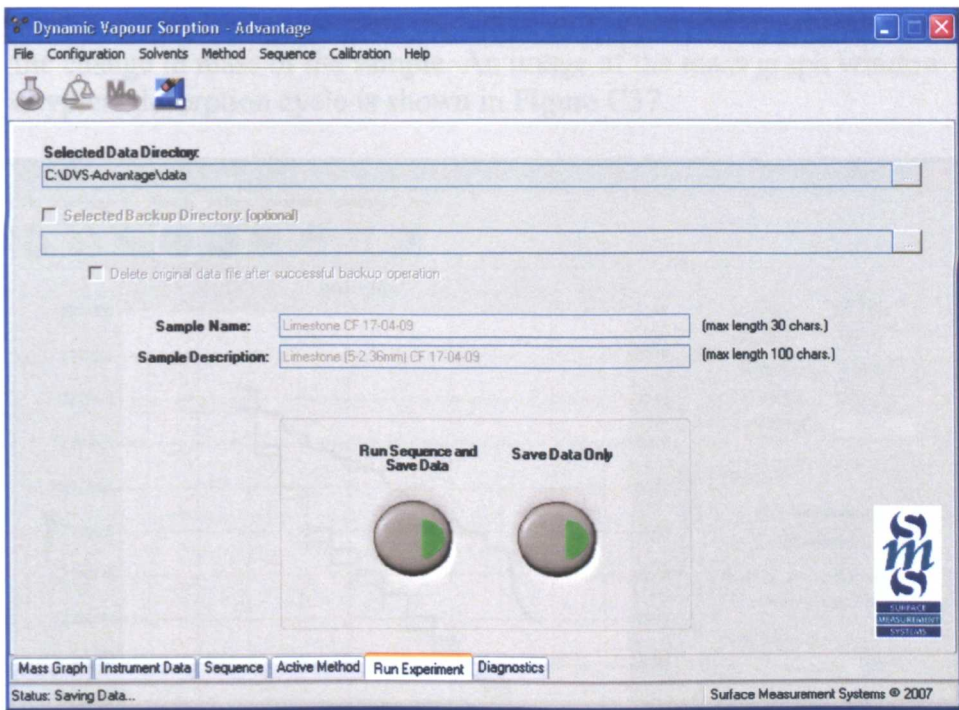 Dynamic Vapour Sorption - Advantage
File Configuration Solvents Method Sequence Calibration Help
Selected Data Directory:
C:\DVS-Advantage\data
Selected Backup Directory: (optional)
Delete original data file after successful backup operation
Sample Name:
Limestone CF 17-04-09
(max length 30 chars.)
Sample Description:
Limestone (5-2.36mm) CF 17-04-09
(max length 100 chars.)
Run Sequence and
Save Data
Save Data Only
sms
SURFACE
MEASUREMENT
SYSTEMS
Mass Graph Instrument Data Sequence Active Method Run Experiment Diagnostics
Status: Saving Data...
Surface Measurement Systems © 2007